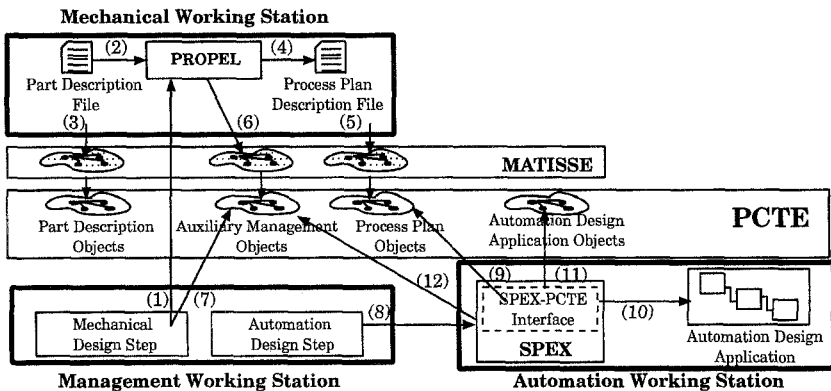 Mechanical Working Station
(2)
PROPEL
(4)
Part Description
File
Process Plan
Description File
(3)
(6)
(5)
MATISSE
PCTE
Part Description
Objects
Auxiliary Management
Objects
Process Plan
Objects
Automation Design
Application Objects
(1)
(7)
(12)
(9)
(11)
(8)
(10)
Mechanical
Design Step
Automation
Design Step
SPEX-PCTE
Interface
SPEX
Automation Design
Application
Management Working Station
Automation Working Station